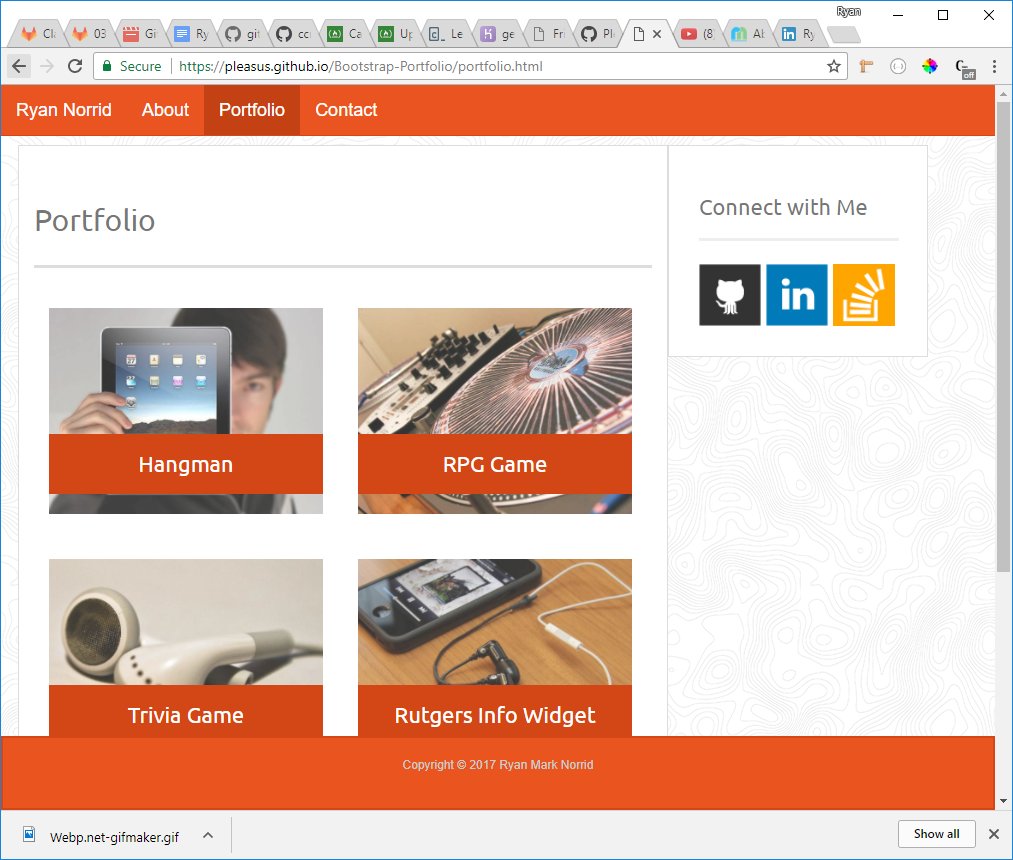 Ryan
Cl 03 Gi Ry git cc Ca Up Le ge Fr Pl (8 Ab Ry
Secure https://pleasus.github.io/Bootstrap-Portfolio/portfolio.html off
Ryan Norrid About Portfolio Contact
Portfolio
Connect with Me
in
Hangman
RPG Game
Trivia Game
Rutgers Info Widget
Copyright © 2017 Ryan Mark Norrid
Webp.net-gifmaker.gif
Show all